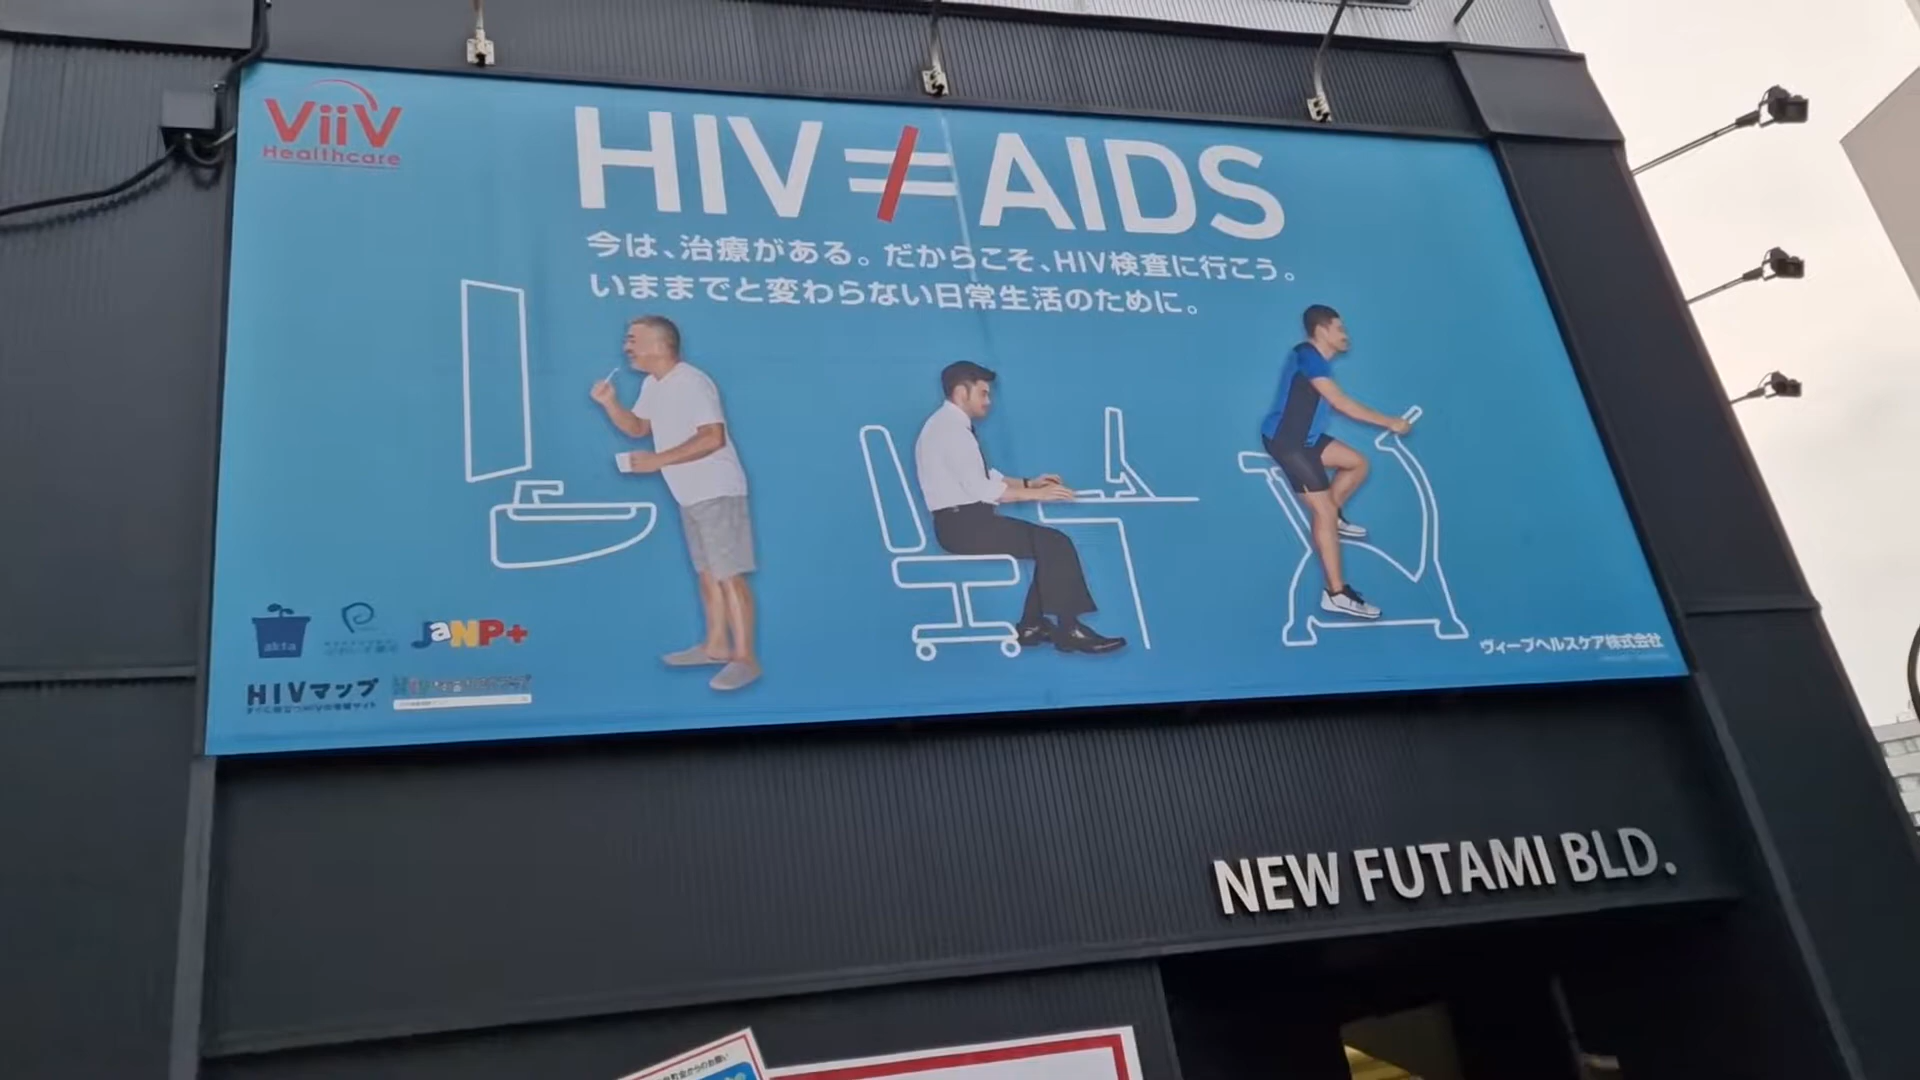 ViiV
Healthcare
HIV≠AIDS
今は、治療がある。だからこそ、HIV検査に行こう。
いままでと変わらない日常生活のために。
akta
JaNP+
HIVマップ
ヴィーブヘルスケア株式会社
NEW FUTAMI BLD.